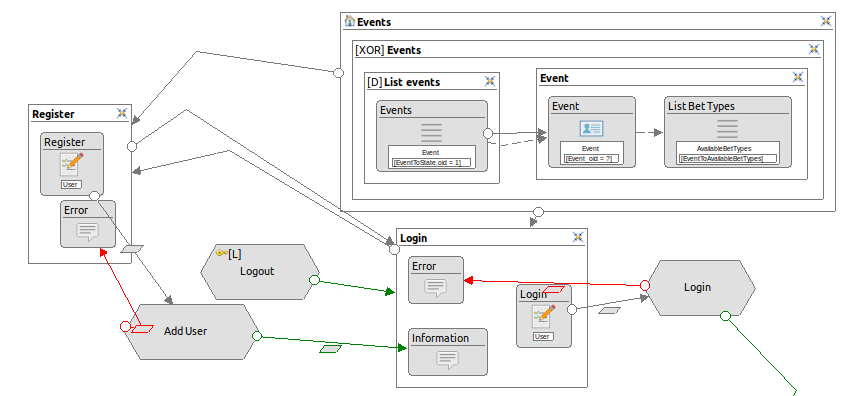 Events
[XOR] Events
[D] List events
Events
Event
[EventToState.oid = 1]
Event
Event
Event
[Event_oid = ?]
List Bet Types
AvailableBetTypes
[EventToAvailableBetTypes]
Register
Register
User
Error
[L]
Logout
Add User
Login
Error
Login
User
Information
Login